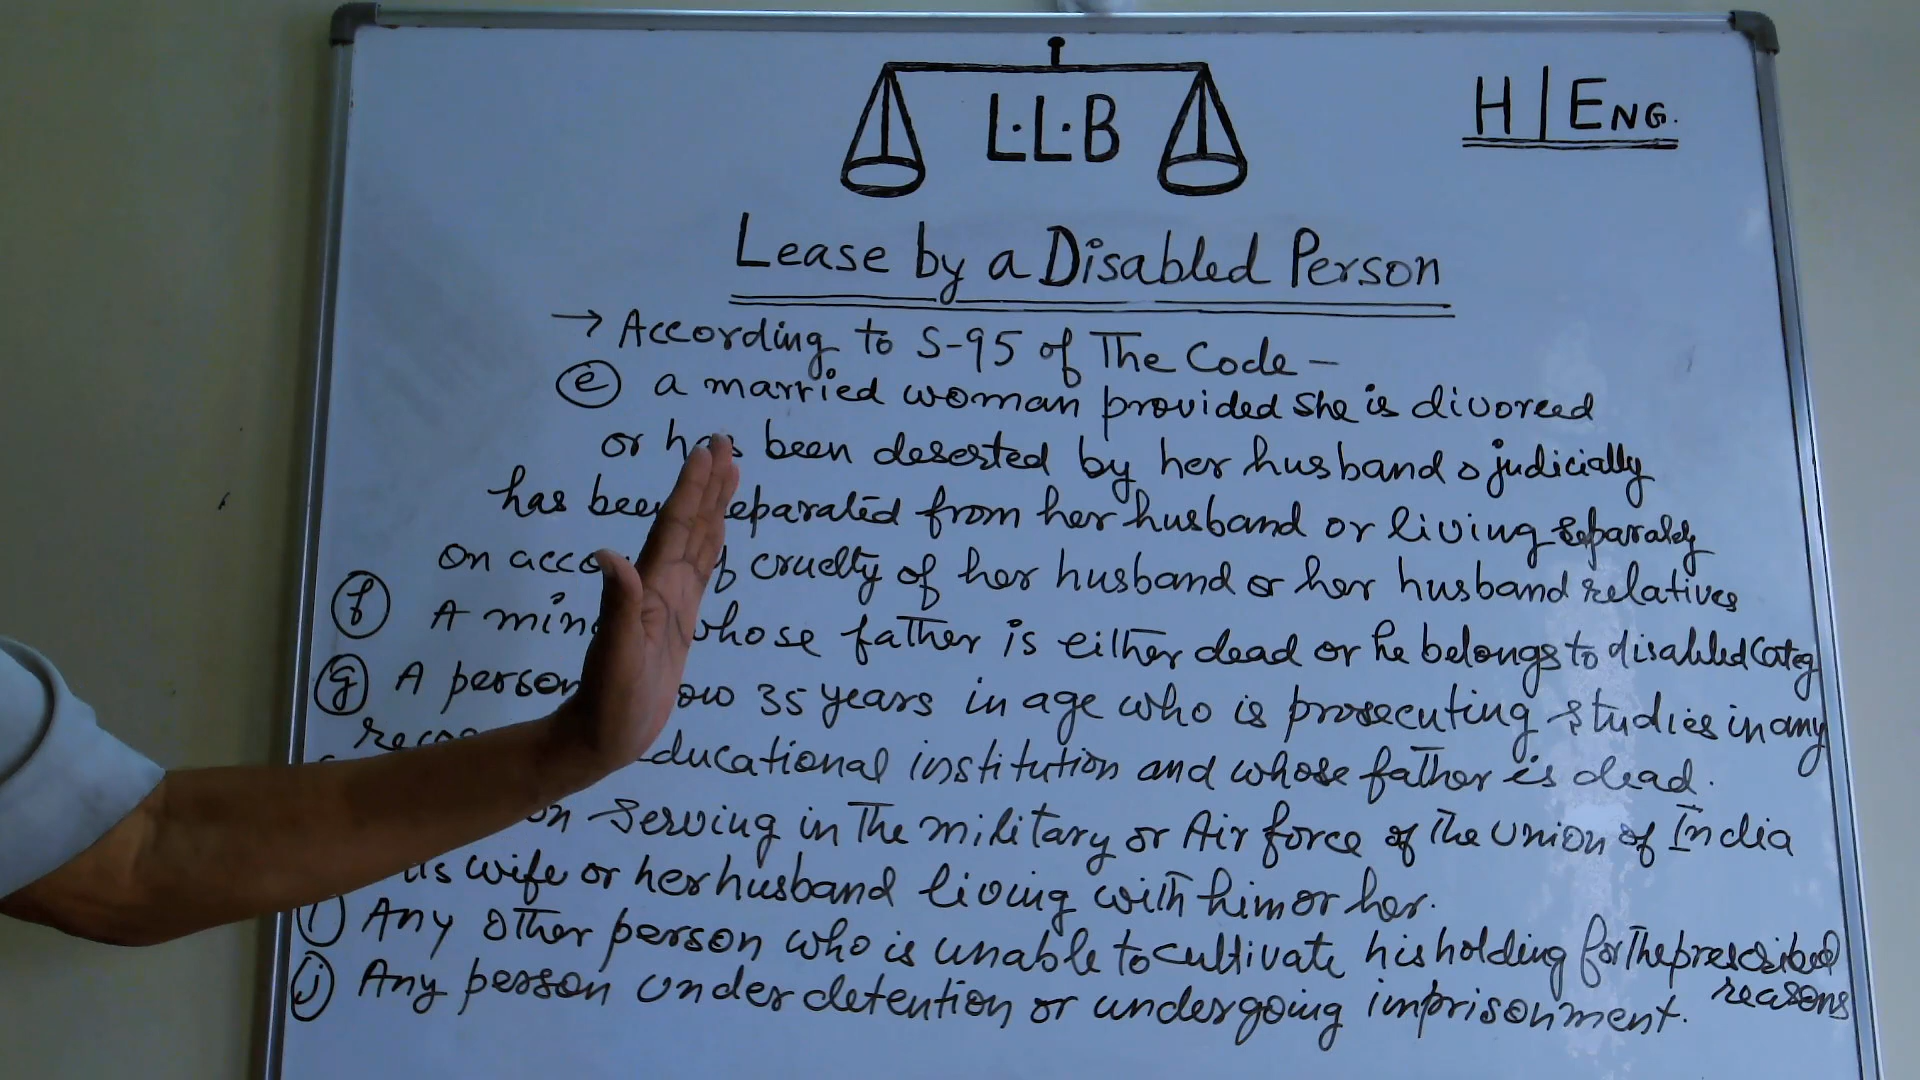 L.L.B
H | ENG.
Lease by a Disabled Person
→ According to S-95 of The Code -
(e) a married woman provided she is divorced
or has been deserted by her husband judicially
has been separated from her husband or living separately
on of cruelty of her husband or her husband relatives
(f) A whose father is either dead or he belongs to disabled categ
(g) A person 35 years in age who is prosecuting studies in any
educational institution and whose father is dead.
serving in The military or Air force of The Union of India
wife or her husband living with him or her.
(i) Any other person who is unable to cultivate his holding for The prescribed
reasons
(j) Any person under detention or undergoing imprisonment.